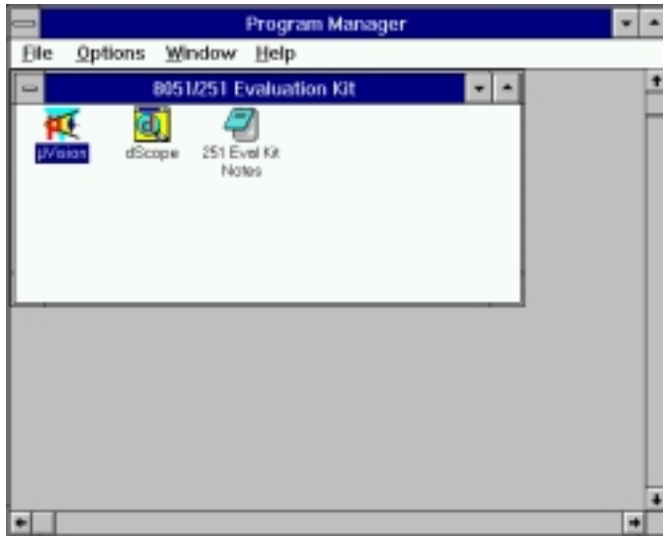 Program Manager
File Options Window Help
8051/251 Evaluation Kit
µVision dScope 251 Eval Kit
Notes